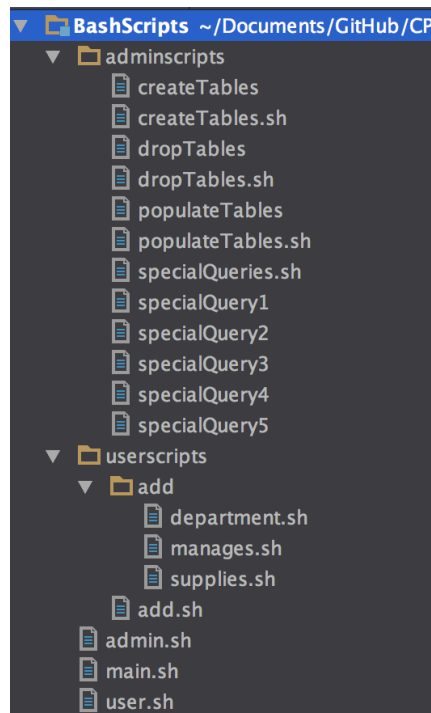 BashScripts ~/Documents/GitHub/CP
adminscripts
createTables
createTables.sh
dropTables
dropTables.sh
populateTables
populateTables.sh
specialQueries.sh
specialQuery1
specialQuery2
specialQuery3
specialQuery4
specialQuery5
userscripts
add
department.sh
manages.sh
supplies.sh
add.sh
admin.sh
main.sh
user.sh